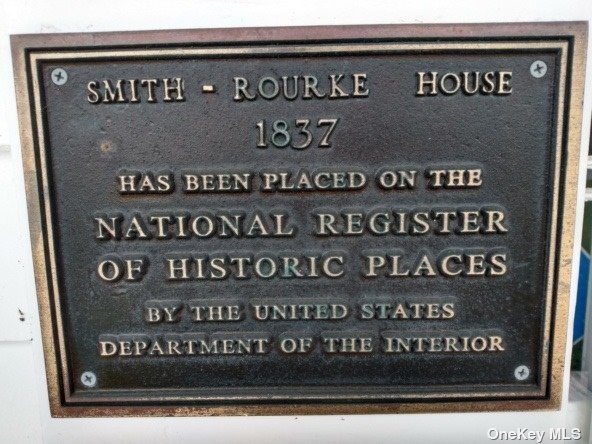 SMITH - ROURKE HOUSE
1837
HAS BEEN PLACED ON THE
NATIONAL REGISTER
OF HISTORIC PLACES
BY THE UNITED STATES
DEPARTMENT OF THE INTERIOR
OneKey MLS